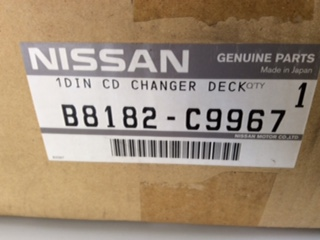 NISSAN
GENUINE PARTS
Made in Japan
1DIN CD CHANGER DECK QTY 1
B8182-C9967
NISSAN MOTOR CO.,LTD